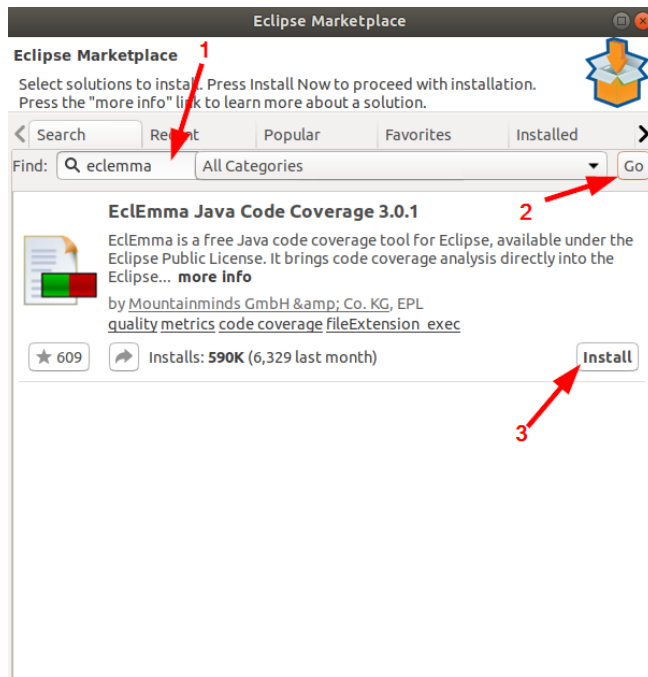 Eclipse Marketplace
Eclipse Marketplace
1
Select solutions to install. Press Install Now to proceed with installation.
Press the "more info" link to learn more about a solution.
Search Recent Popular Favorites Installed
Find: eclemma All Categories Go
2
EclEmma Java Code Coverage 3.0.1
EclEmma is a free Java code coverage tool for Eclipse, available under the
Eclipse Public License. It brings code coverage analysis directly into the
Eclipse... more info
by Mountainminds GmbH &amp; Co. KG, EPL
quality metrics code coverage fileExtension_exec
609 Installs: 590K (6,329 last month) Install
3